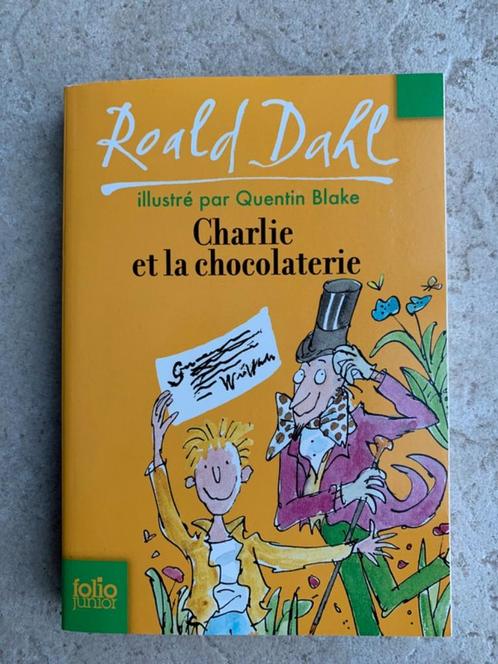 Roald Dahl
illustré par Quentin Blake
Charlie
et la chocolaterie
folio
junior